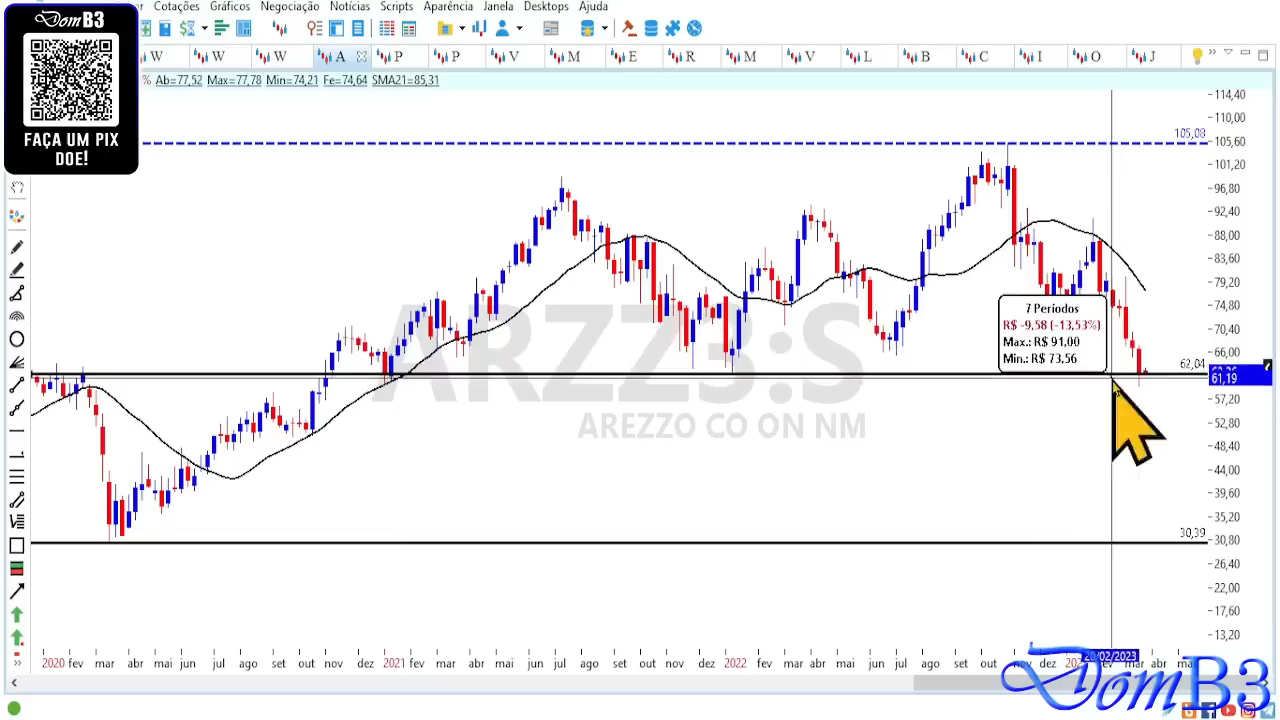 DomB3
Cotações Gráficos Negociação Notícias Scripts Aparência Janela Desktops Ajuda
W W W A P P V M E R M V L B C I O J
FAÇA UM PIX
DOE!
% Ab=77,52 Max=77,78 Min=74,21 Fe=74,64 SMA21=85,31
114,40
110,00
105,08
105,60
101,20
96,80
92,40
88,00
83,60
79,20
74,80
70,40
66,00
62,04
61,19
57,20
52,80
48,40
44,00
39,60
35,20
30,39
30,80
26,40
22,00
17,60
13,20
7 Períodos
R$ -9,58 (-13,53%)
Max.: R$ 91,00
Min.: R$ 73,56
ARZZ3:S
AREZZO CO ON NM
2020 fev mar abr mai jun jul ago set out nov dez 2021 fev mar abr mai jun jul ago set out nov dez 2022 fev mar abr mai jun jul ago set out nov dez 20/02/2023 mar abr
DomB3